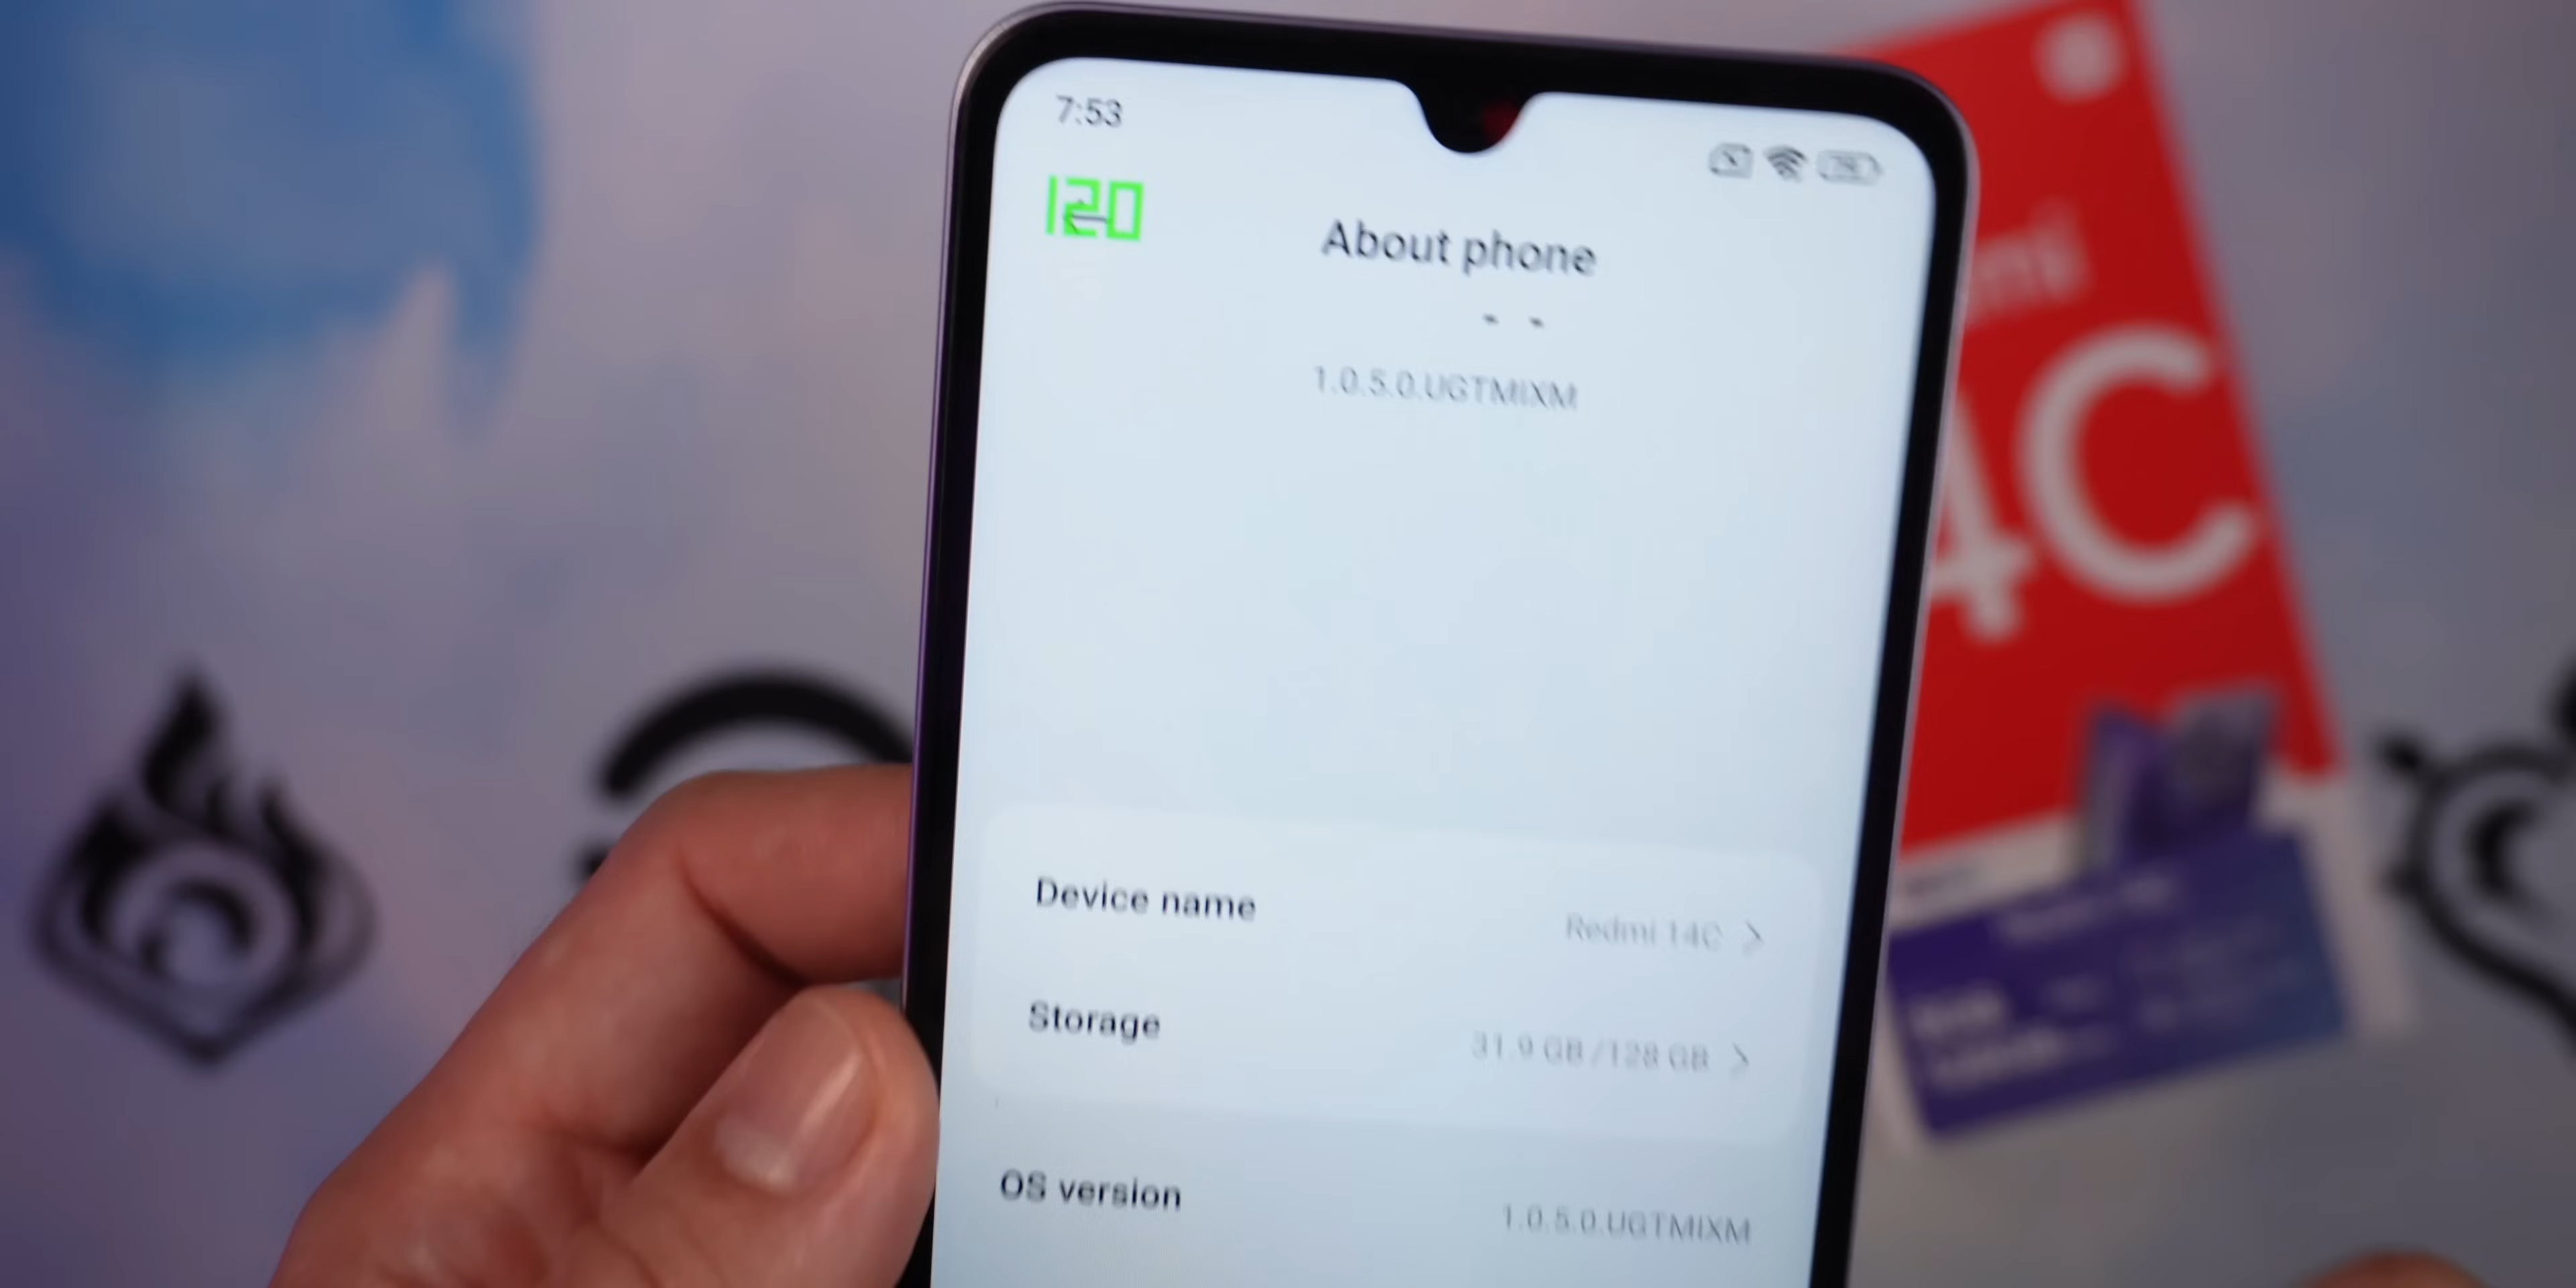 7:53
120
About phone
1.0.5.0.UGTMIXM
Device name
Redmi 14C
Storage
31.9 GB/128 GB
OS version
1.0.5.0.UGTMIXM
4C